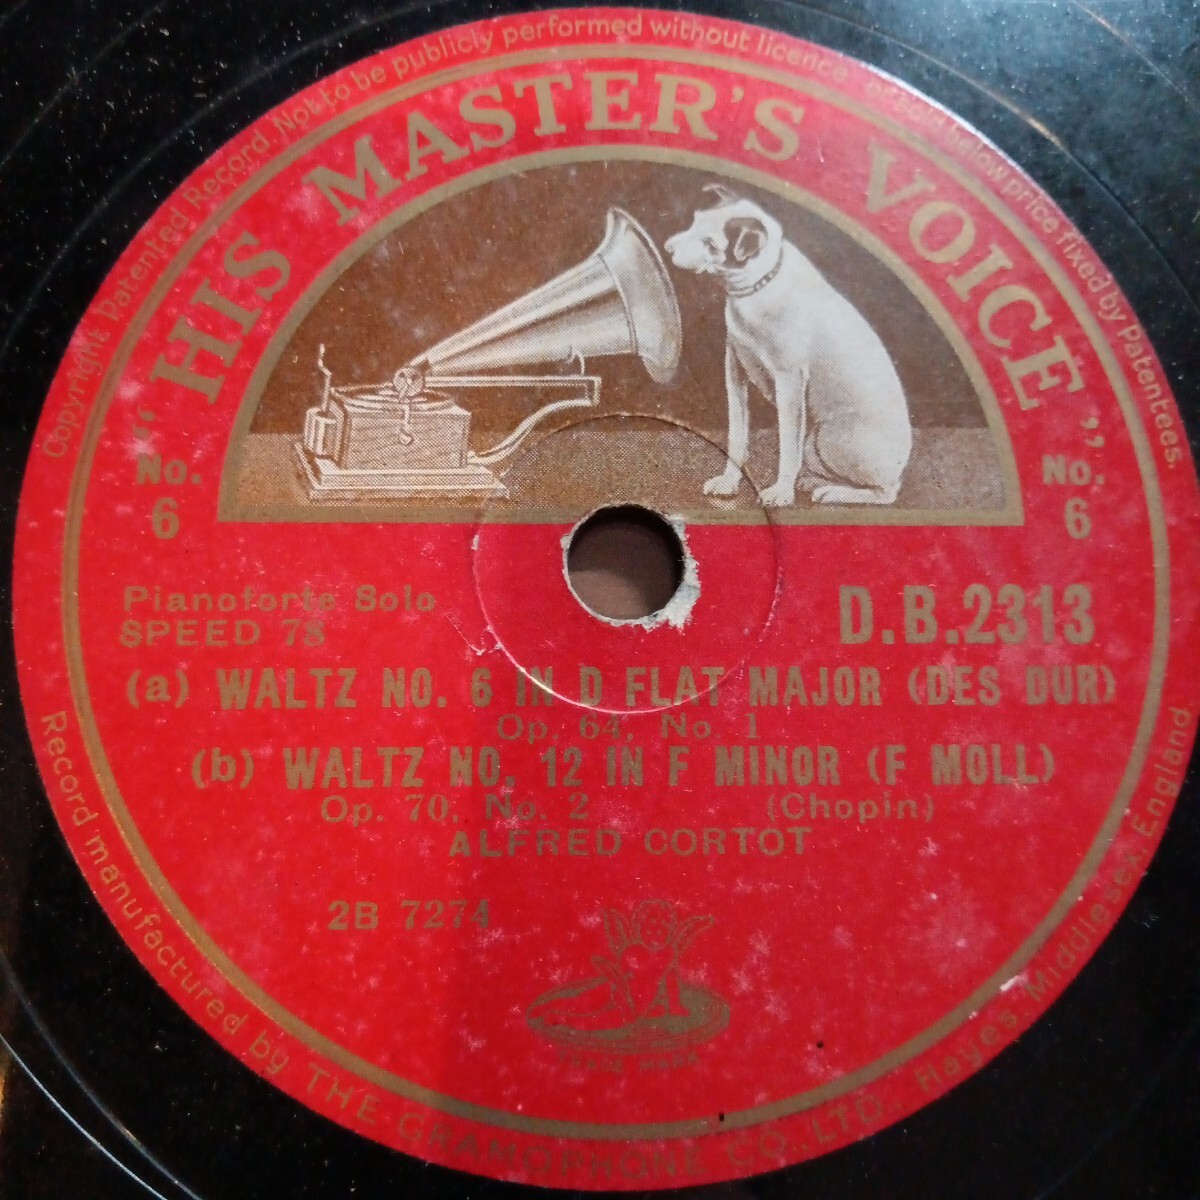 Copyright Patented Record. Not to be publicly performed without licence or sold below price fixed by Patentees.
"HIS MASTER'S VOICE"
No. 6
No. 6
Pianoforte Solo
SPEED 78
D.B.2313
(a) WALTZ NO. 6 IN D FLAT MAJOR (DES DUR)
Op. 64, No. 1
(b) WALTZ NO. 12 IN F MINOR (F MOLL)
Op. 70, No. 2 (Chopin)
ALFRED CORTOT
2B 7274
TRADE MARK
Record manufactured by THE GRAMOPHONE CO., LTD., Hayes, Middlesex, England